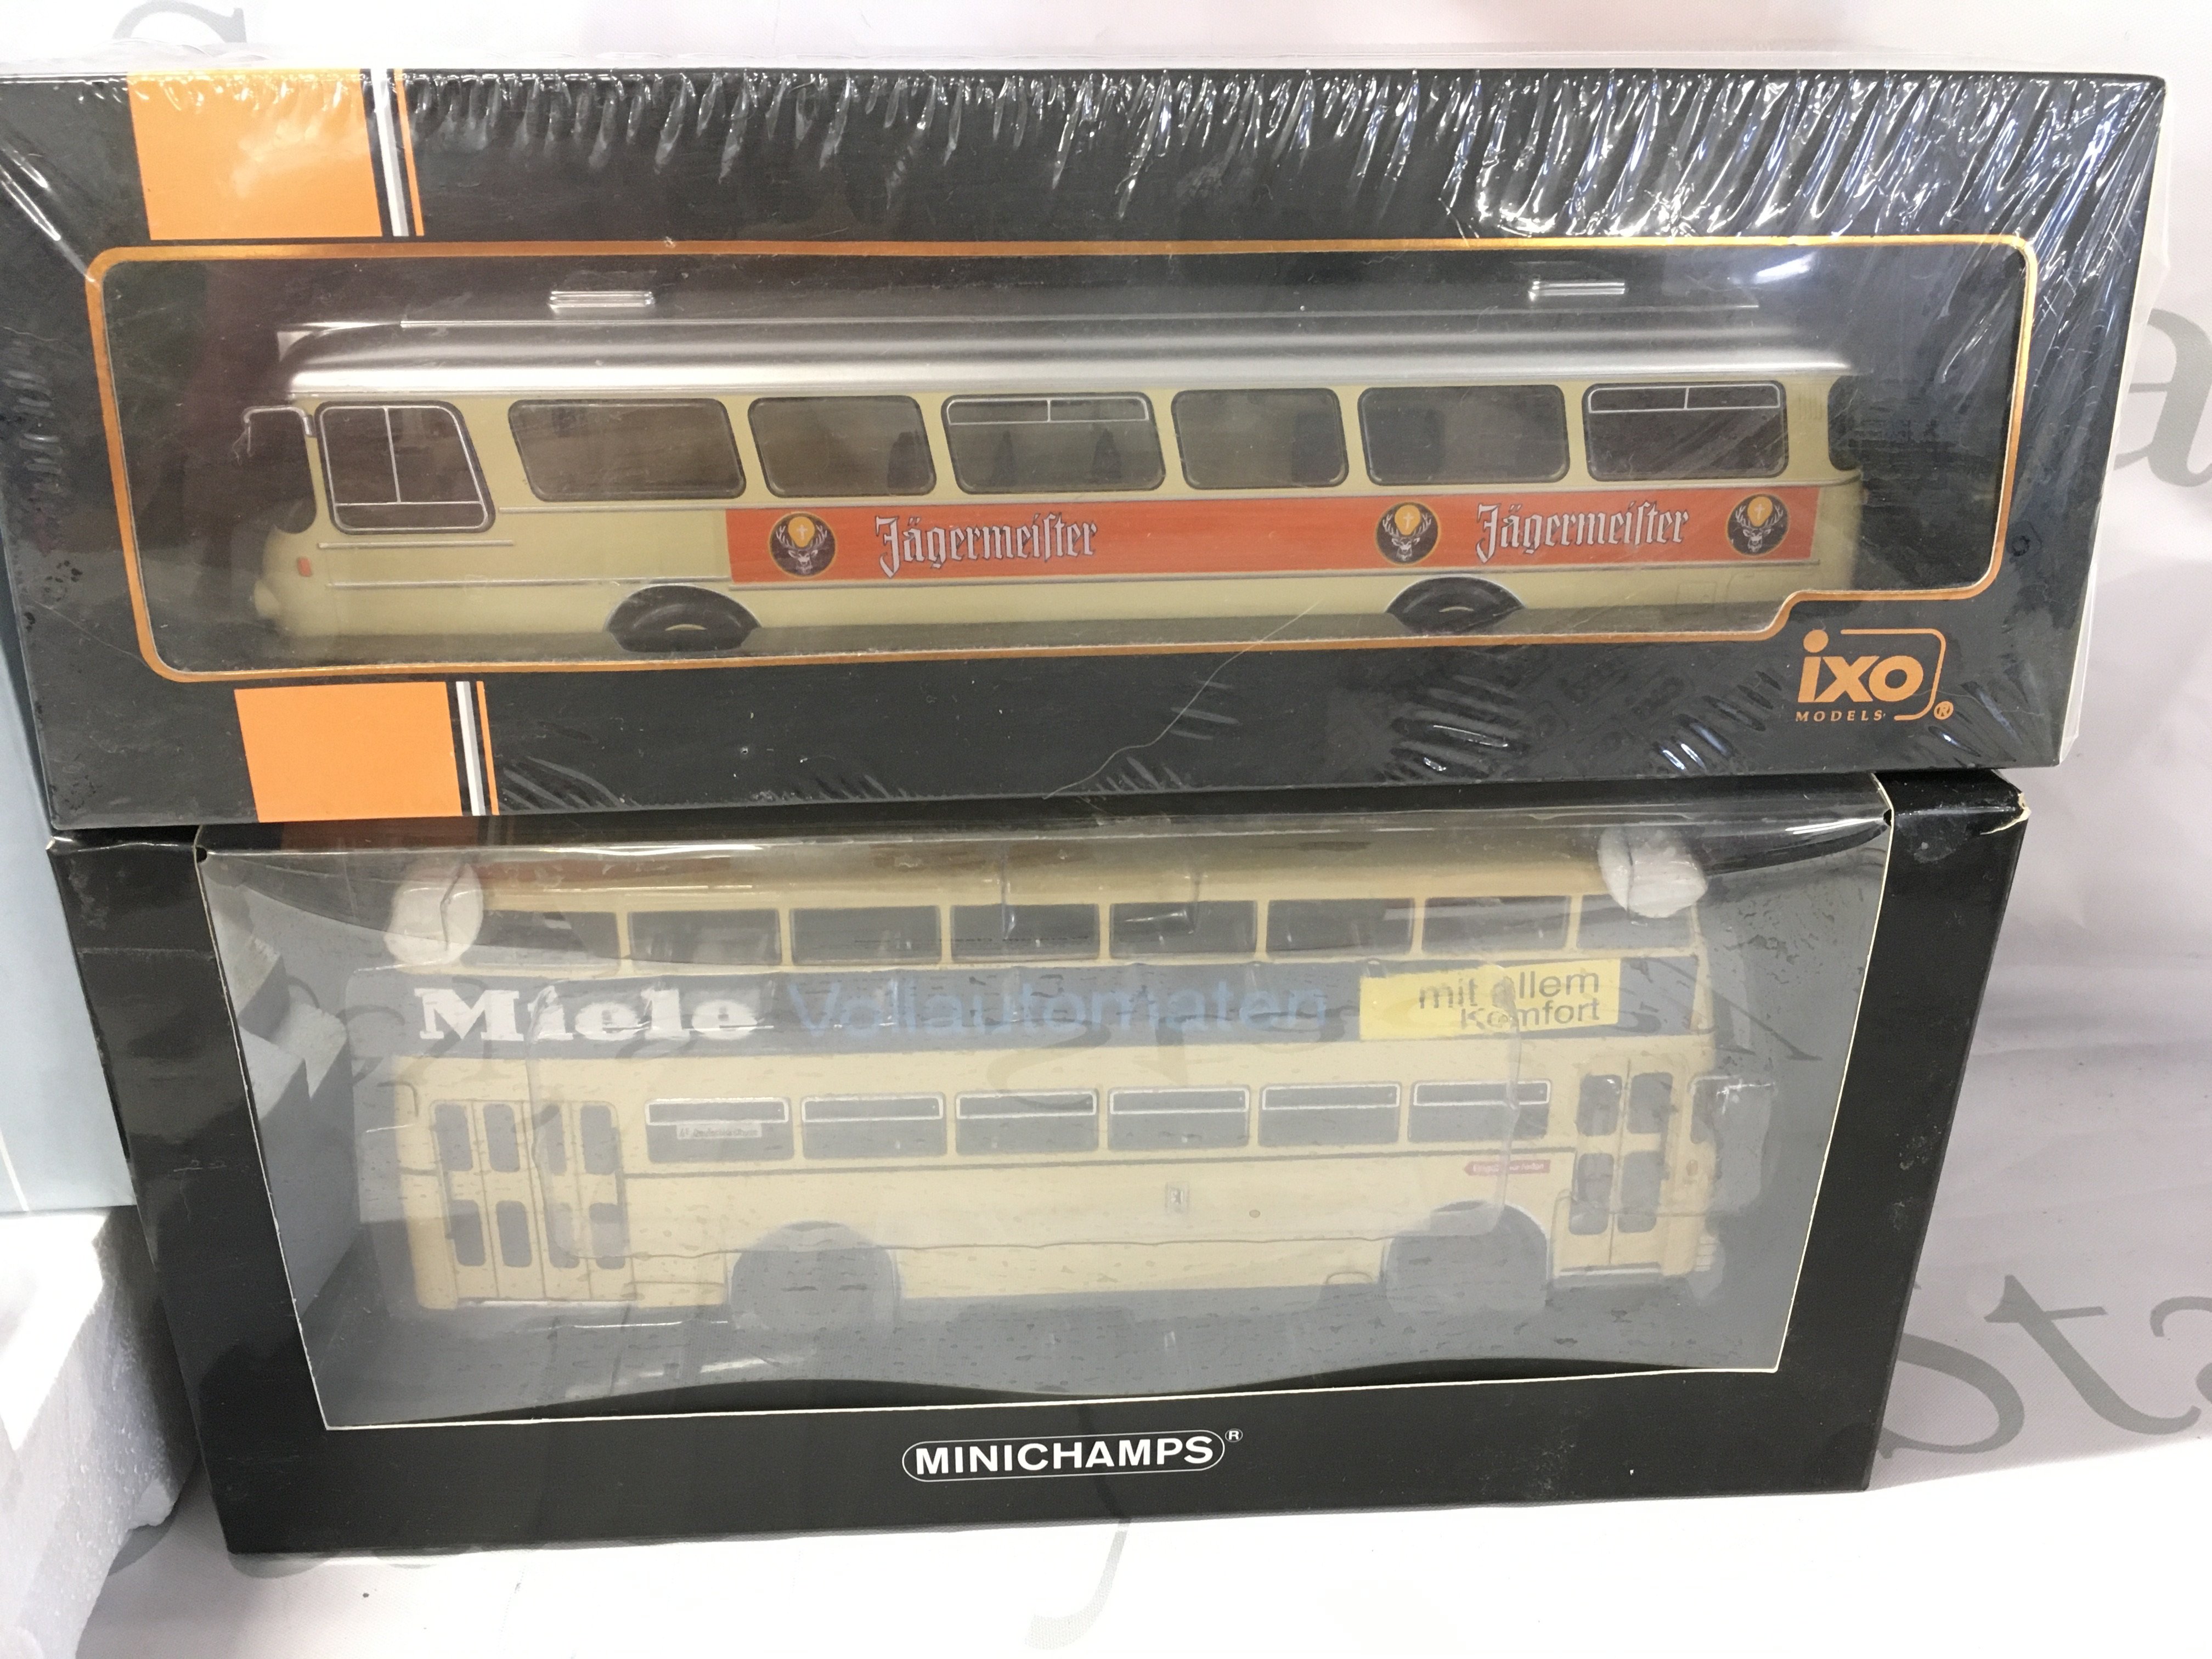 Jägermeiſter Jägermeiſter
ixo
MODELS ®
Miele Vollautomaten mit allem
Komfort
MINICHAMPS®